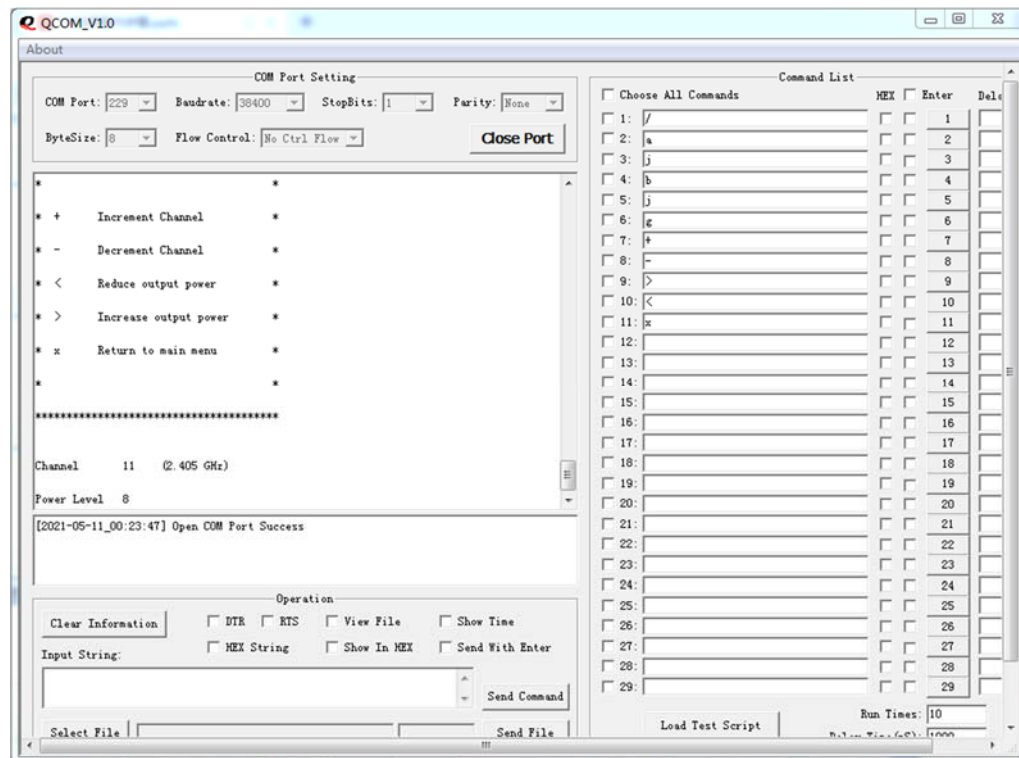 QCOM_V1.0
About
COM Port Setting
COM Port: 229 Baudrate: 38400 StopBits: 1 Parity: None
ByteSize: 8 Flow Control: No Ctrl Flow Close Port
* *
* + Increment Channel *
* - Decrement Channel *
* < Reduce output power *
* > Increase output power *
* x Return to main menu *
* *
***************************************
Channel 11 (2.405 GHz)
Power Level 8
[2021-05-11_00:23:47] Open COM Port Success
Operation
Clear Information DTR RTS View File Show Time
HEX String Show In HEX Send With Enter
Input String:
Send Command
Select File Send File
Command List
Choose All Commands HEX Enter
1: / 1
2: a 2
3: j 3
4: b 4
5: j 5
6: g 6
7: + 7
8: - 8
9: > 9
10: < 10
11: x 11
12: 12
13: 13
14: 14
15: 15
16: 16
17: 17
18: 18
19: 19
20: 20
21: 21
22: 22
23: 23
24: 24
25: 25
26: 26
27: 27
28: 28
29: 29
Run Times: 10
Load Test Script
1000